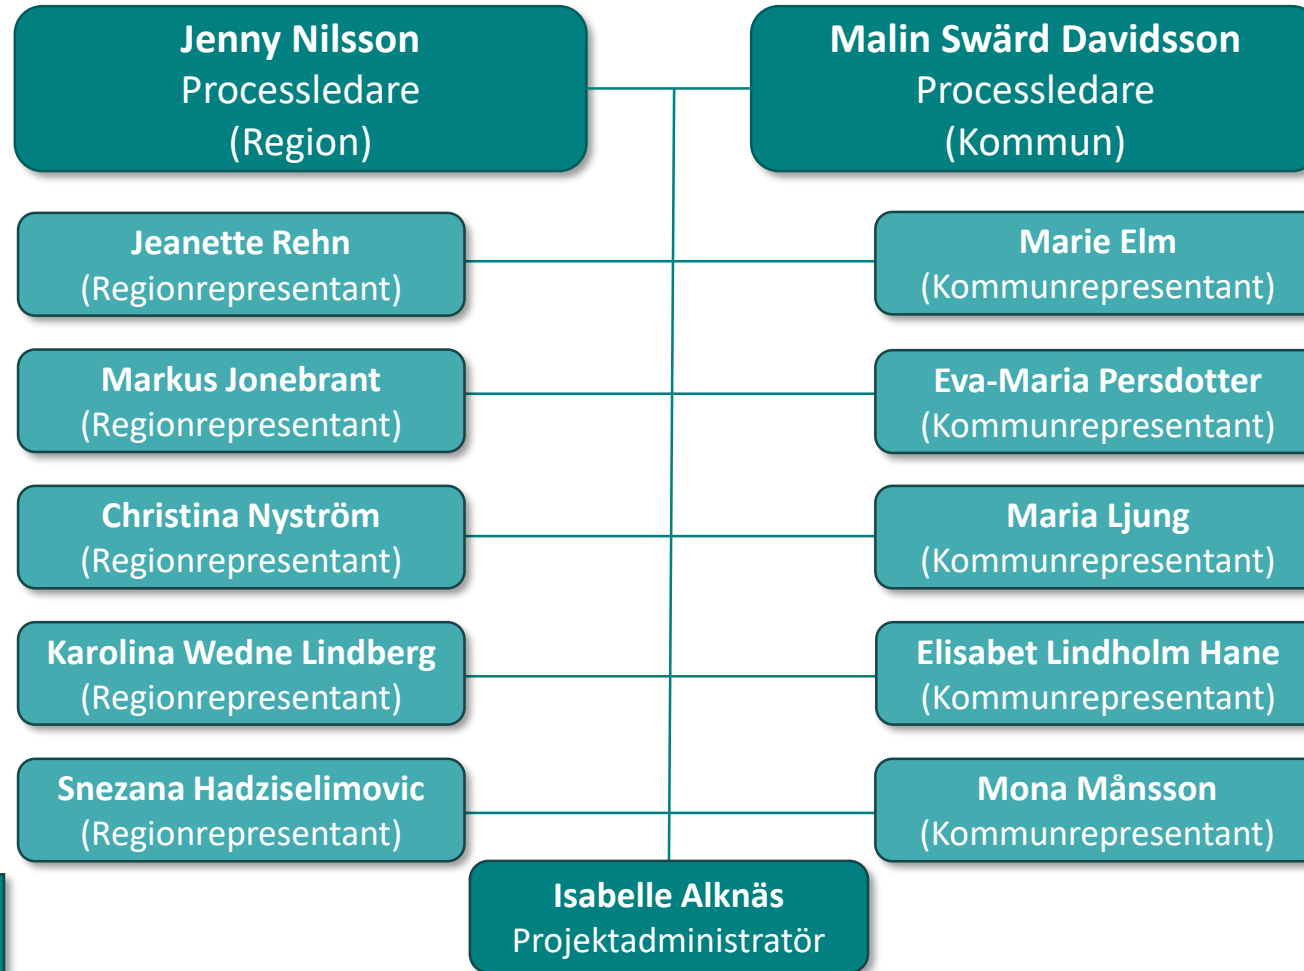 Jenny Nilsson
Processledare
(Region)
Malin Swärd Davidsson
Processledare
(Kommun)
Jeanette Rehn
(Regionrepresentant)
Marie Elm
(Kommunrepresentant)
Markus Jonebrant
(Regionrepresentant)
Eva-Maria Persdotter
(Kommunrepresentant)
Christina Nyström
(Regionrepresentant)
Maria Ljung
(Kommunrepresentant)
Karolina Wedne Lindberg
(Regionrepresentant)
Elisabet Lindholm Hane
(Kommunrepresentant)
Snezana Hadziselimovic
(Regionrepresentant)
Mona Månsson
(Kommunrepresentant)
Isabelle Alknäs
Projektadministratör